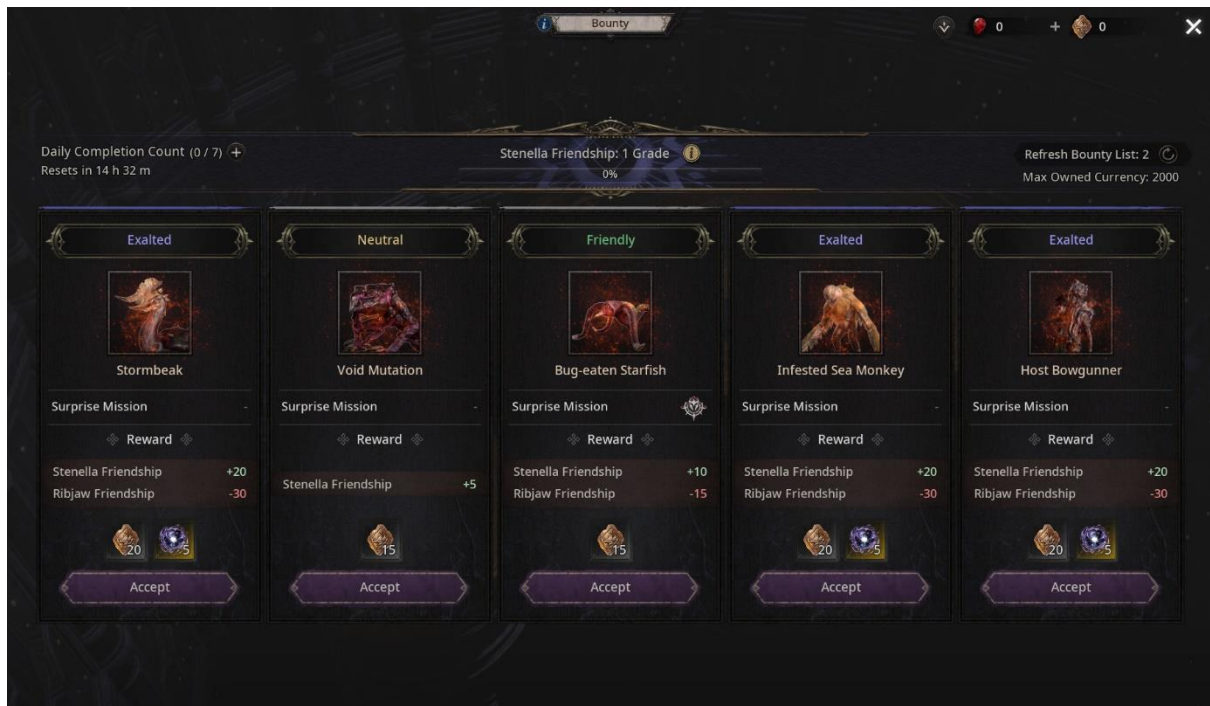 Bounty
0
+
0
Daily Completion Count (0 / 7) +
Resets in 14 h 32 m
Stenella Friendship: 1 Grade
0%
Refresh Bounty List: 2
Max Owned Currency: 2000
Exalted
Stormbeak
Surprise Mission -
Reward
Stenella Friendship +20
Ribjaw Friendship -30
20 5
Accept
Neutral
Void Mutation
Surprise Mission -
Reward
Stenella Friendship +5
15
Accept
Friendly
Bug-eaten Starfish
Surprise Mission
Reward
Stenella Friendship +10
Ribjaw Friendship -15
15
Accept
Exalted
Infested Sea Monkey
Surprise Mission -
Reward
Stenella Friendship +20
Ribjaw Friendship -30
20 5
Accept
Exalted
Host Bowgunner
Surprise Mission -
Reward
Stenella Friendship +20
Ribjaw Friendship -30
20 5
Accept